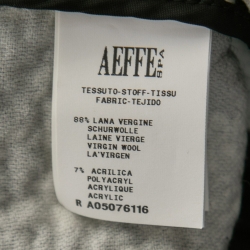 AEFFE SPA
TESSUTO-STOFF-TISSU
FABRIC-TEJIDO
88% LANA VERGINE
SCHURWOLLE
LAINE VIERGE
VIRGIN WOOL
LA'VIRGEN
7% ACRILICA
POLYACRYL
ACRYLIQUE
ACRYLIC
R A05076116